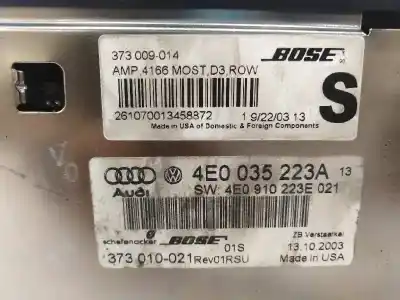 373 009-014
BOSE
AMP,4166 MOST,D3,ROW
261070013458872
1 9/22/03 13
S
Made in USA of Domestic & Foreign Components
Audi
4E0 035 223A 13
SW: 4E0 910 223E 021
schefenacker
BOSE
01S
ZB Verstaerker
13.10.2003
373 010-021 Rev01RSU
Made in USA